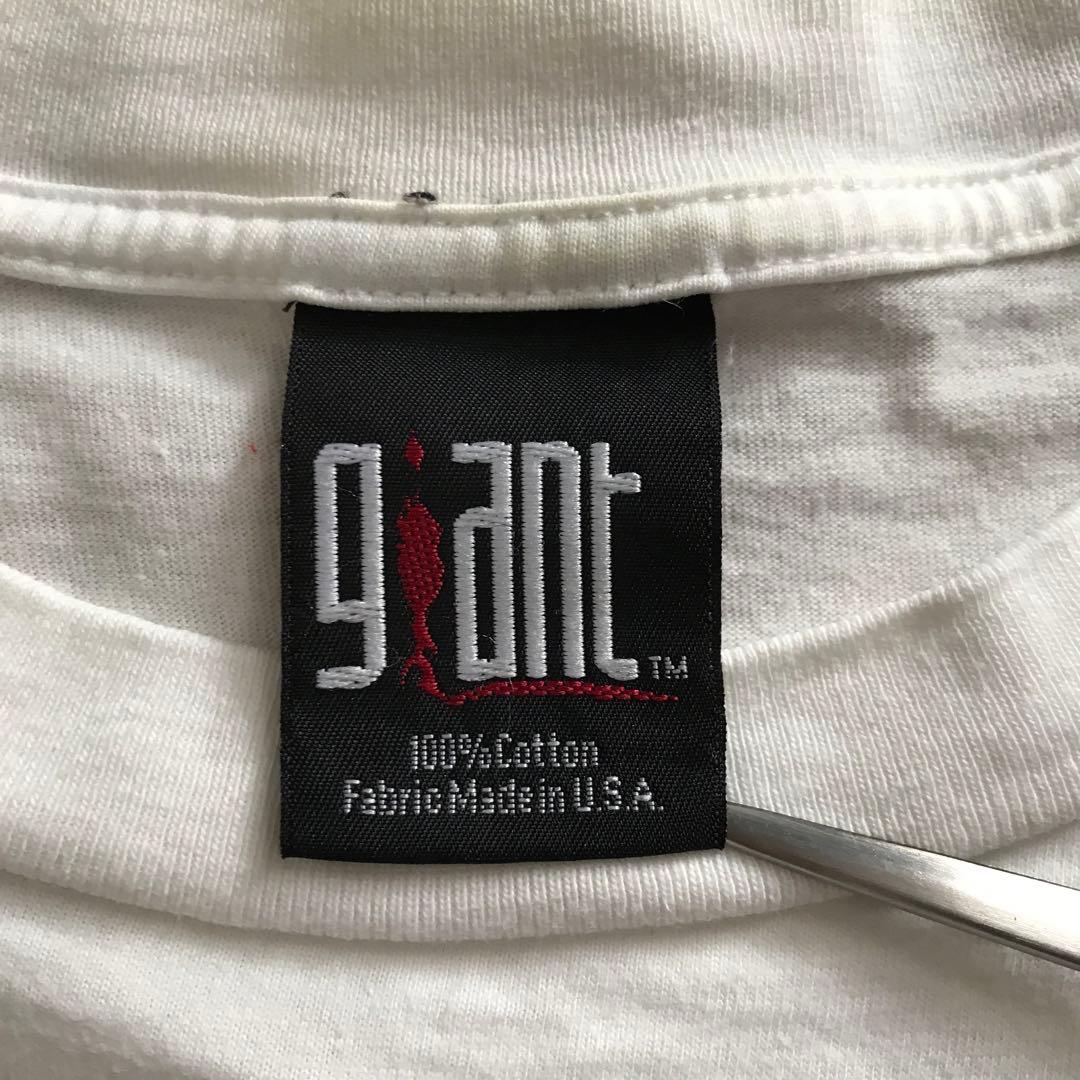 giant™
100% Cotton
Fabric Made in U.S.A.